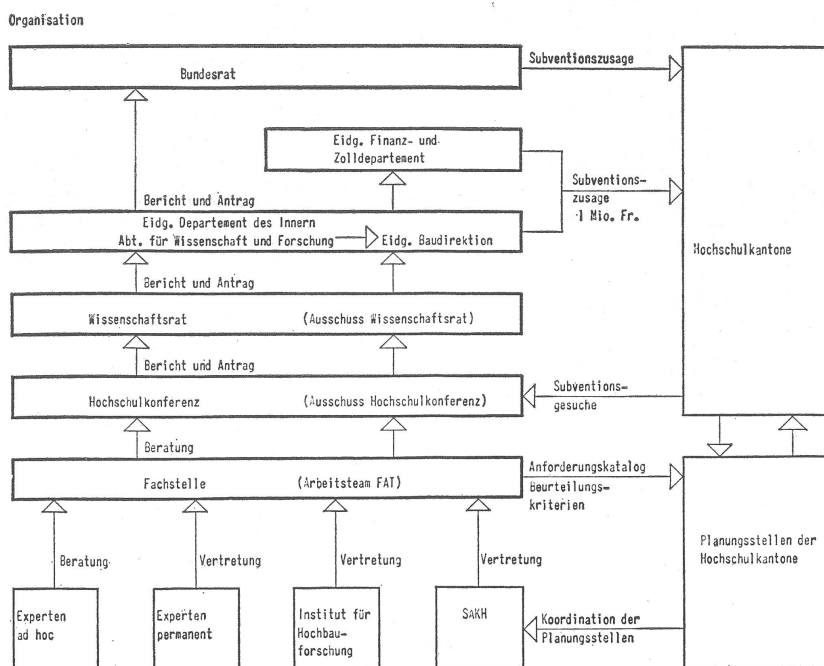 Organisation
Bundesrat
Subventionszusage
Eidg. Finanz- und
Zolldepartement
Bericht und Antrag
Subventions-
zusage
1 Mio. Fr.
Eidg. Departement des Innern
Abt. für Wissenschaft und Forschung
Eidg. Baudirektion
Hochschulkantone
Bericht und Antrag
Wissenschaftsrat
(Ausschuss Wissenschaftsrat)
Bericht und Antrag
Hochschulkonferenz
(Ausschuss Hochschulkonferenz)
Subventions-
gesuche
Beratung
Fachstelle
(Arbeitsteam FAT)
Anforderungskatalog
Beurteilungs-
kriterien
Planungsstellen der
Hochschulkantone
Beratung
Vertretung
Vertretung
Vertretung
Experten
ad hoc
Experten
permanent
Institut für
Hochbau-
forschung
SAKH
Koordination der
Planungsstellen